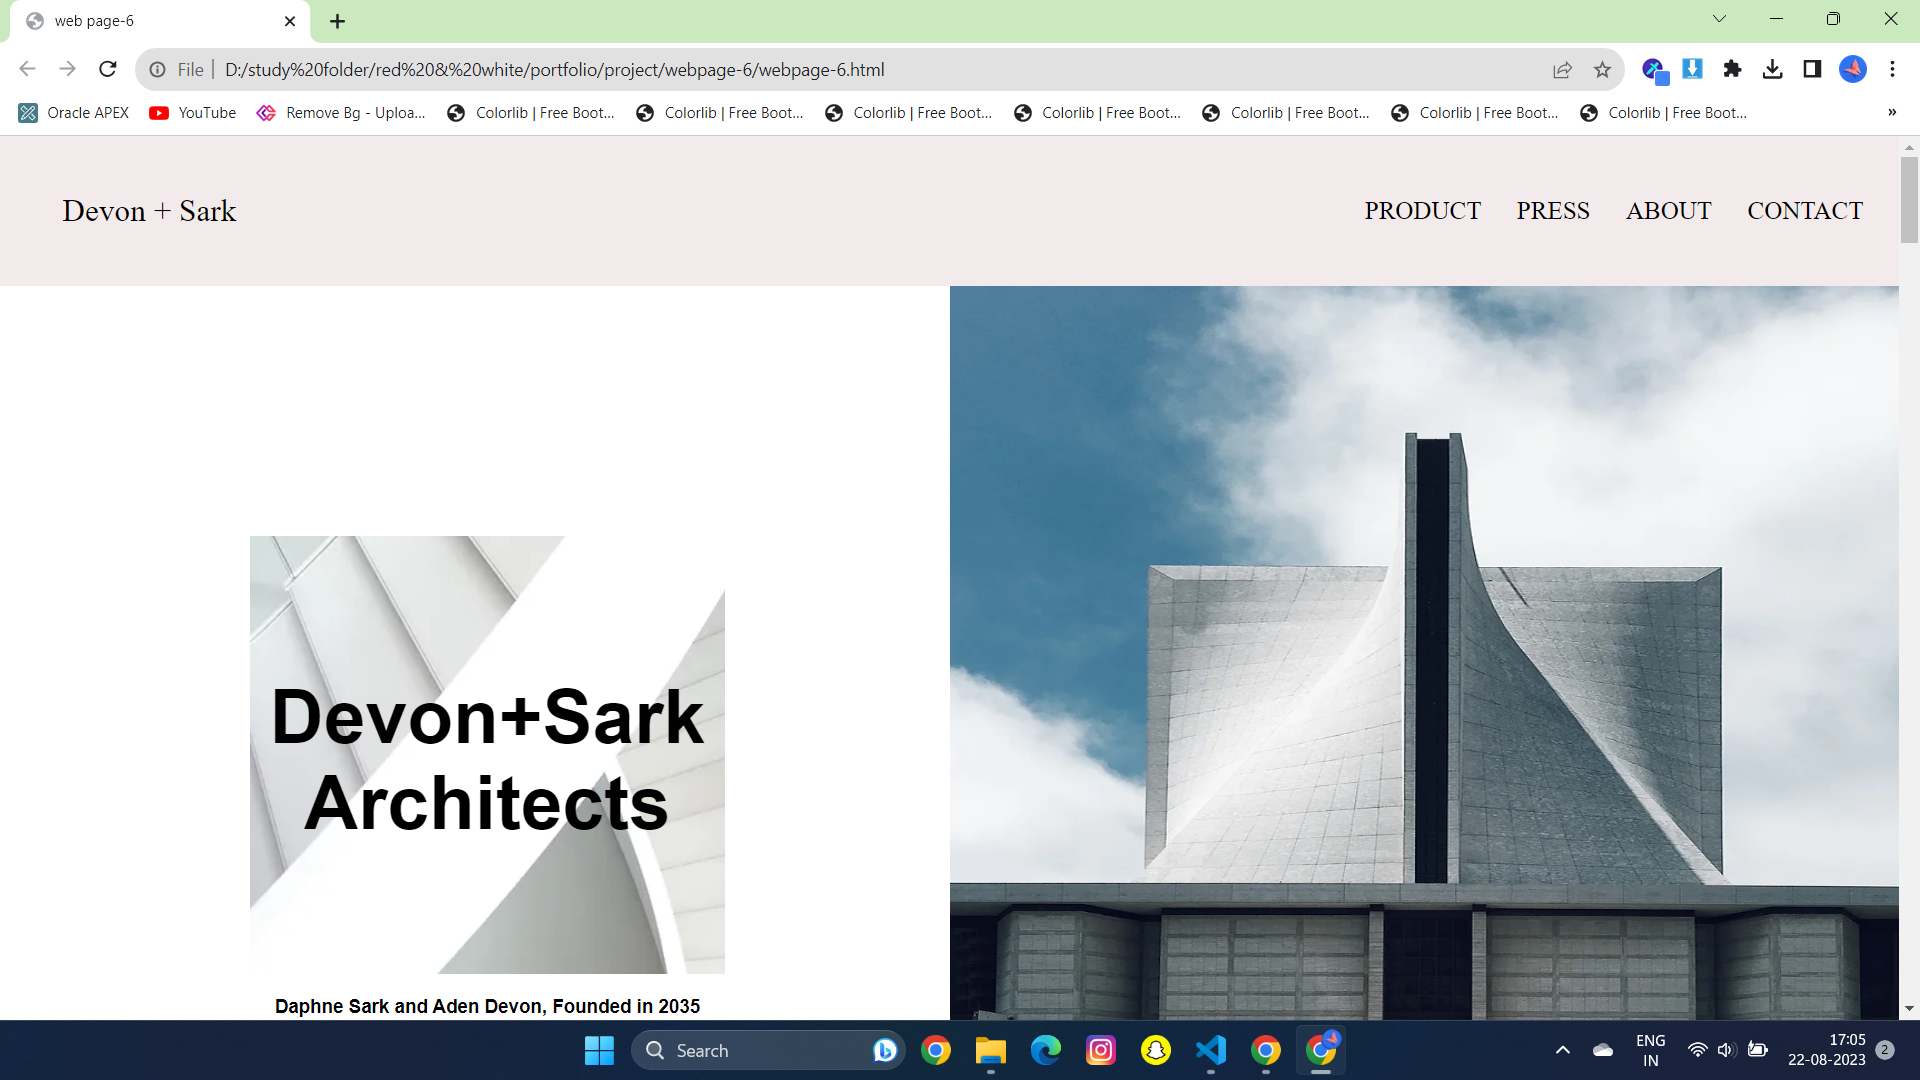 web page-6
File
D:/study%20folder/red%20&%20white/portfolio/project/webpage-6/webpage-6.html
Oracle APEX
YouTube
Remove Bg - Uploa...
Colorlib | Free Boot...
Colorlib | Free Boot...
Colorlib | Free Boot...
Colorlib | Free Boot...
Colorlib | Free Boot...
Colorlib | Free Boot...
Colorlib | Free Boot...
»
Devon + Sark
PRODUCT
PRESS
ABOUT
CONTACT
Devon+Sark
Architects
Daphne Sark and Aden Devon, Founded in 2035
Search
ENG
IN
17:05
22-08-2023
2